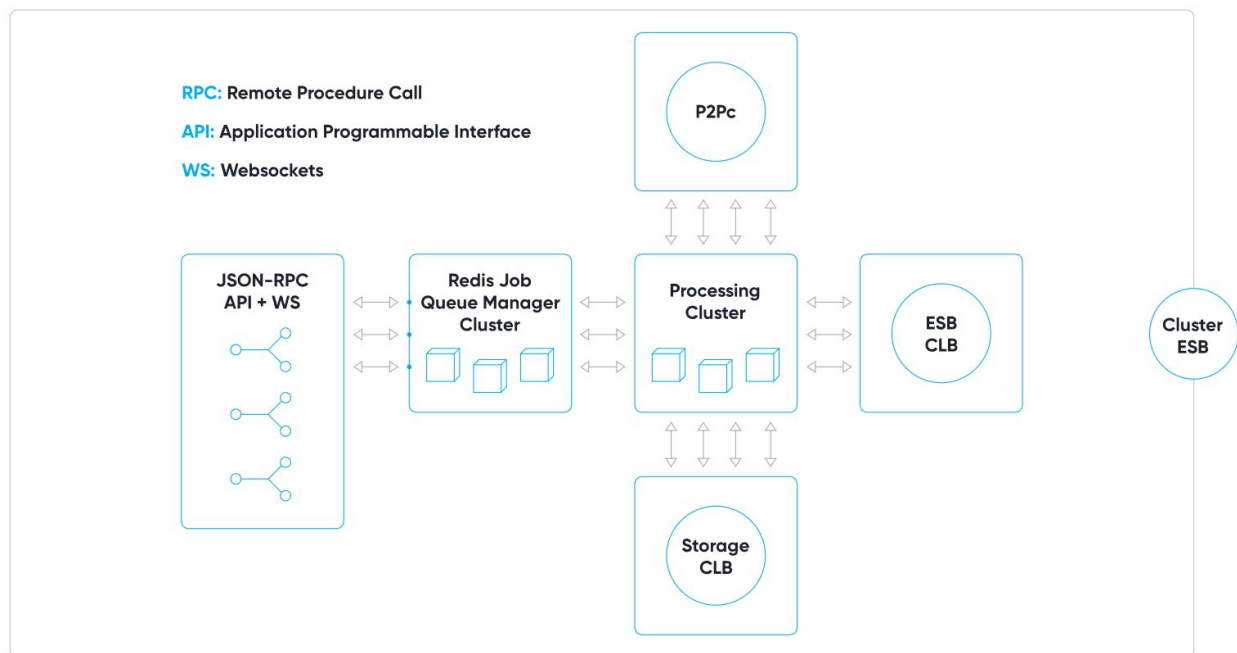 RPC: Remote Procedure Call
API: Application Programmable Interface
WS: Websockets
P2Pc
JSON-RPC
API + WS
Redis Job
Queue Manager
Cluster
Processing
Cluster
ESB
CLB
Cluster
ESB
Storage
CLB